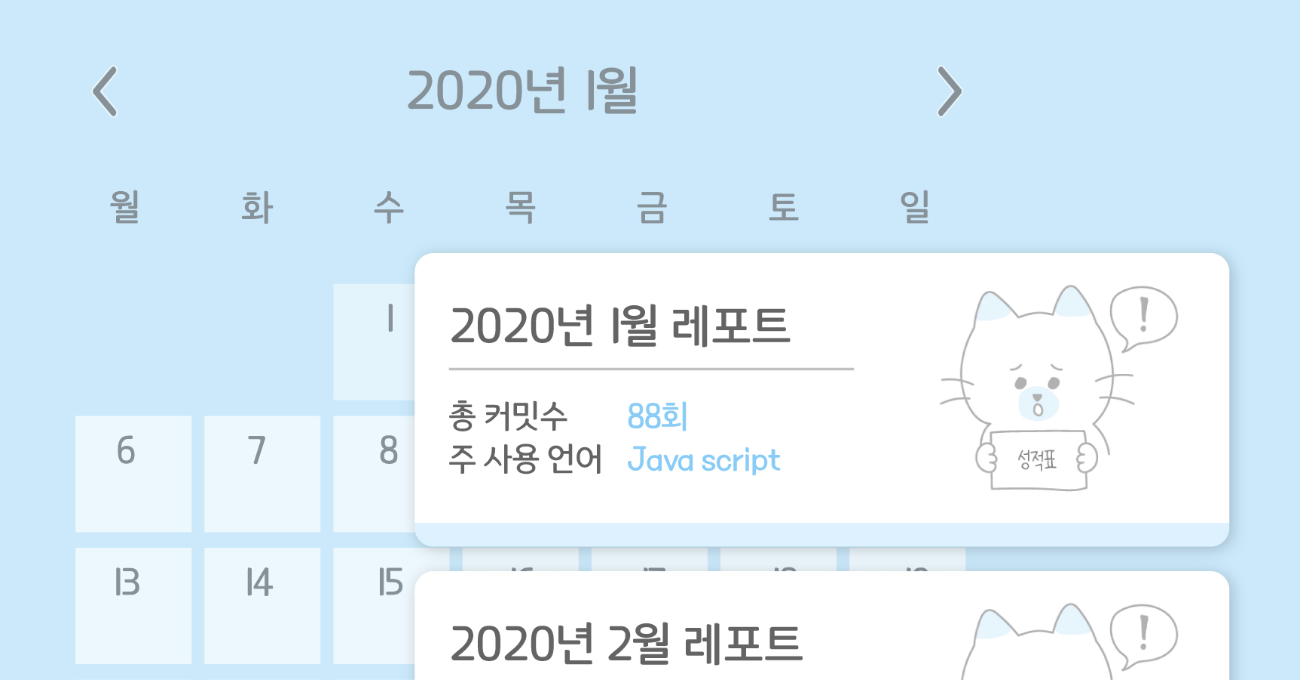 2020년 1월
월 화 수 목 금 토 일
1
2020년 1월 레포트
!
총 커밋수 88회
주 사용 언어 Java script
성적표
6 7 8
13 14 15
2020년 2월 레포트
!